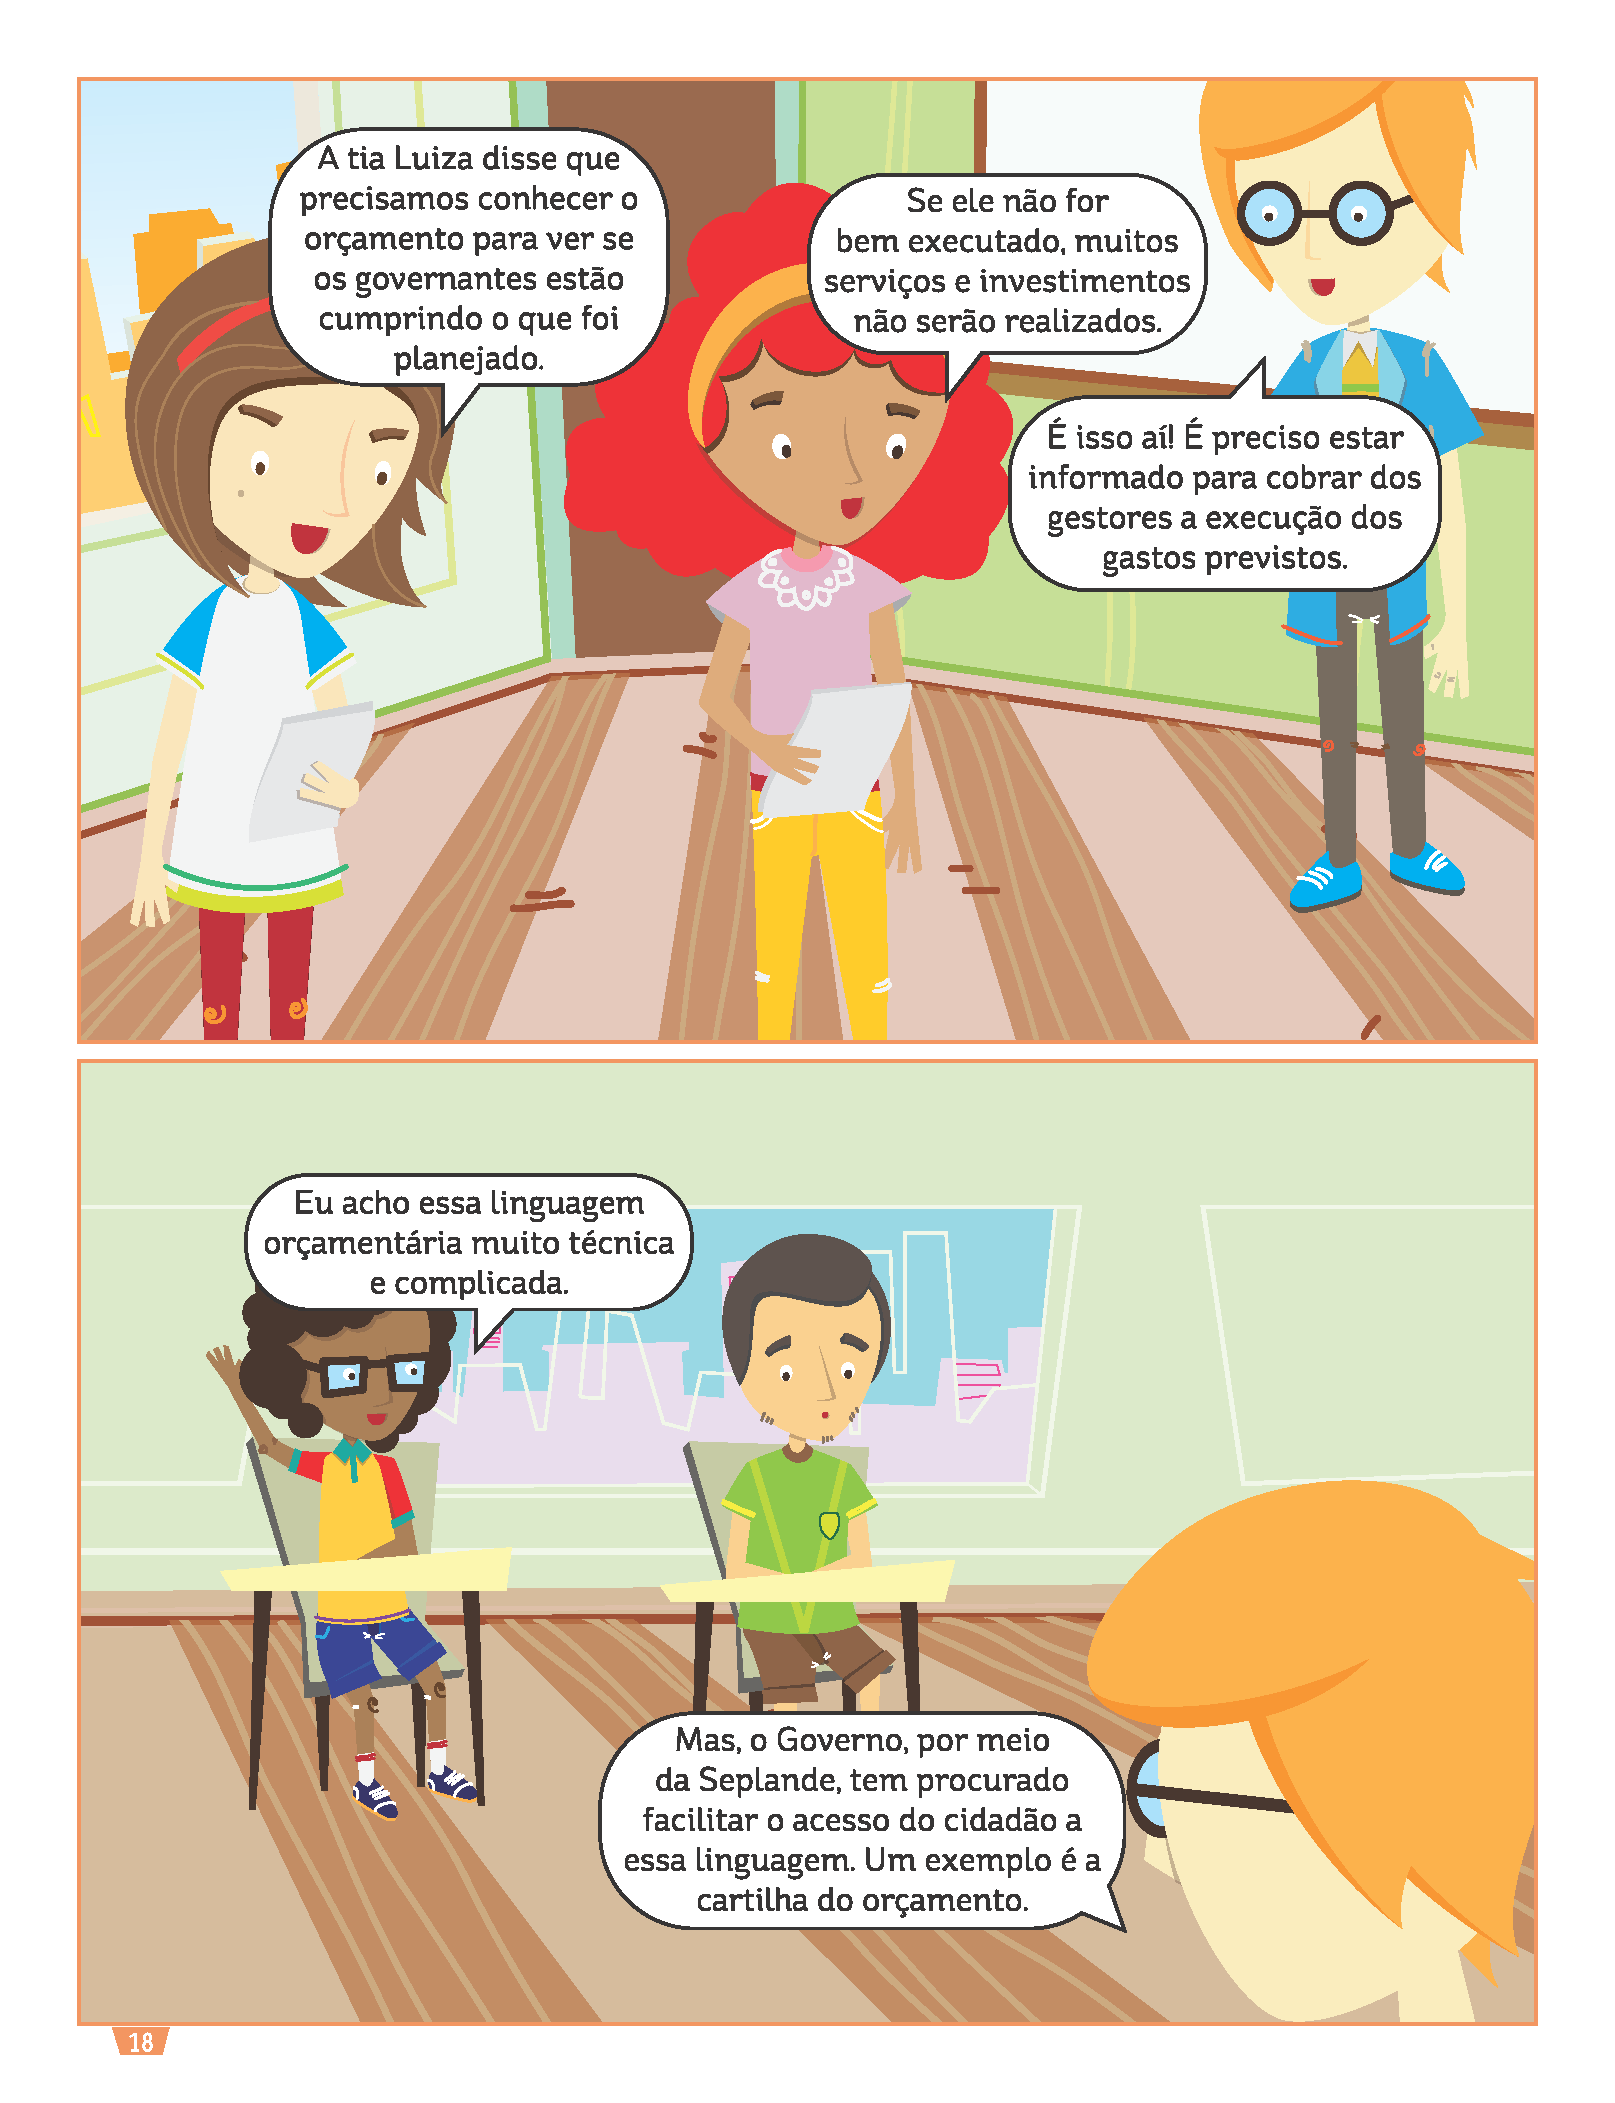 A tia Luiza disse que
precisamos conhecer o
orçamento para ver se
os governantes estão
cumprindo o que foi
planejado.
Se ele não for
bem executado, muitos
serviços e investimentos
não serão realizados.
É isso aí! É preciso estar
informado para cobrar dos
gestores a execução dos
gastos previstos.
Eu acho essa linguagem
orçamentária muito técnica
e complicada.
Mas, o Governo, por meio
da Seplande, tem procurado
facilitar o acesso do cidadão a
essa linguagem. Um exemplo é a
cartilha do orçamento.
18